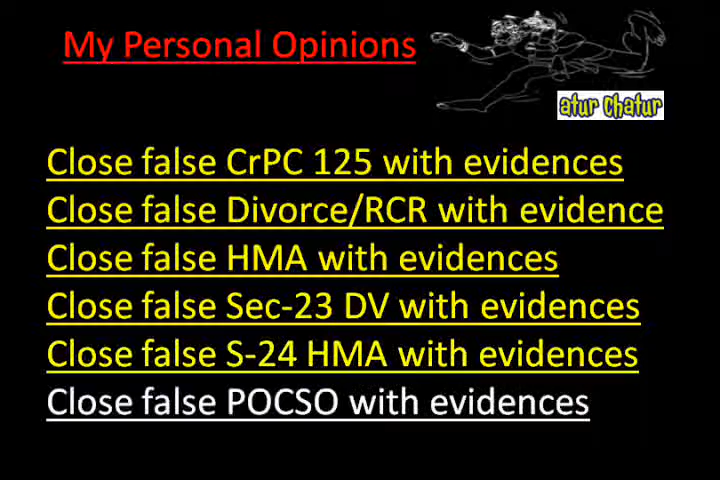 My Personal Opinions
atur chatur
Close false CrPC 125 with evidences
Close false Divorce/RCR with evidence
Close false HMA with evidences
Close false Sec-23 DV with evidences
Close false S-24 HMA with evidences
Close false POCSO with evidences